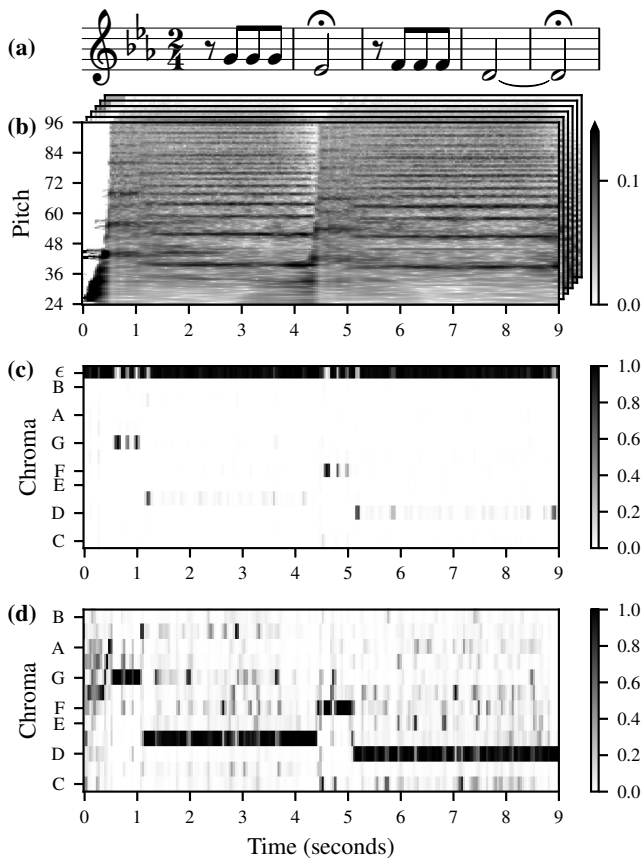 (a)
2
4
(b)
Pitch
96
84
72
60
48
36
24
0 1 2 3 4 5 6 7 8 9
0.1
0.0
(c)
Chroma
ϵ
B
A
G
F
E
D
C
0 1 2 3 4 5 6 7 8 9
1.0
0.8
0.6
0.4
0.2
0.0
(d)
Chroma
B
A
G
F
E
D
C
0 1 2 3 4 5 6 7 8 9
1.0
0.8
0.6
0.4
0.2
0.0
Time (seconds)